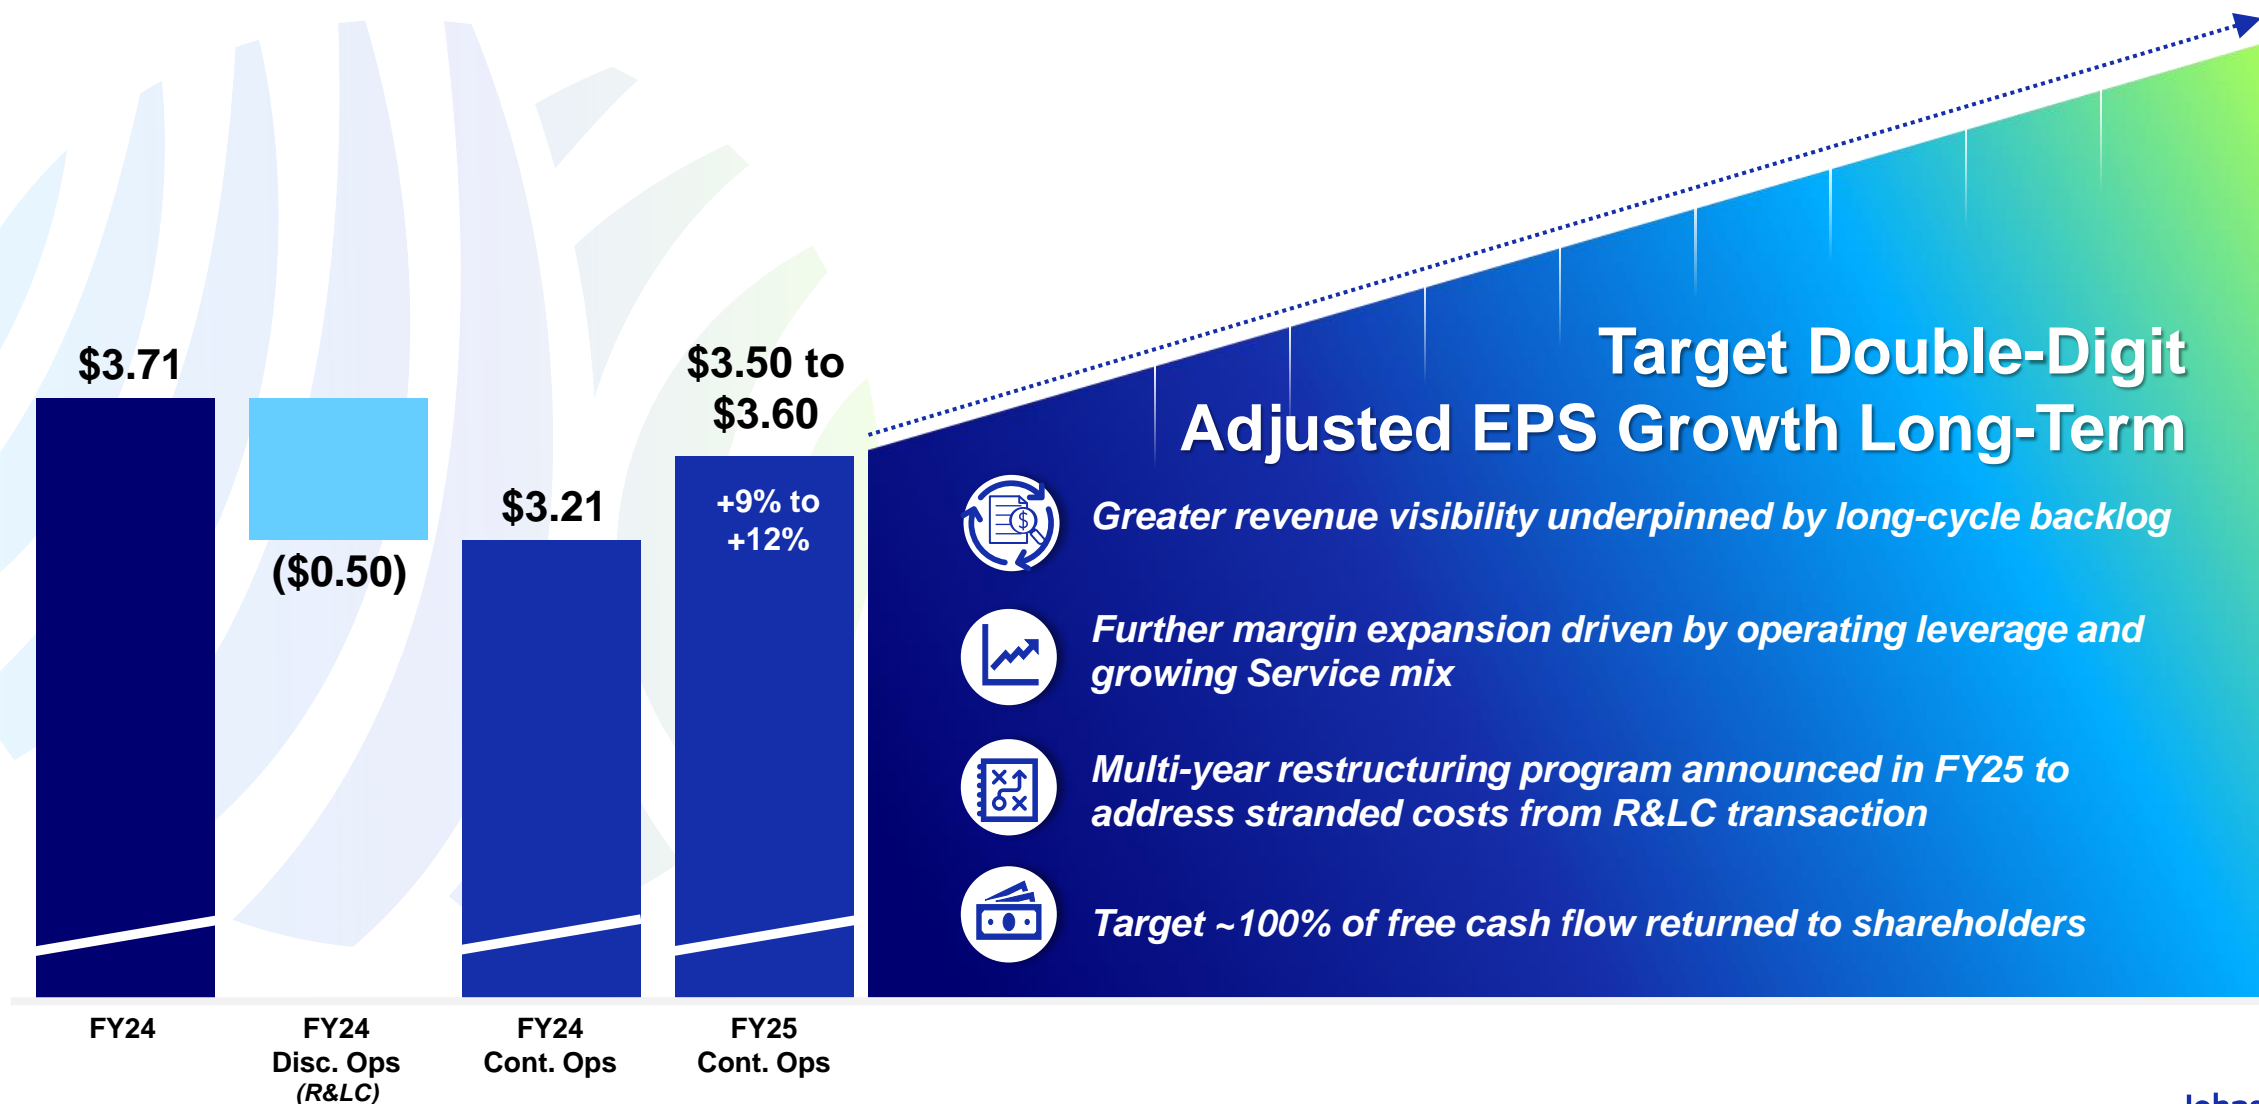 $3.71
($0.50)
$3.21
$3.50 to
$3.60
+9% to
+12%
FY24
FY24
Disc. Ops
(R&LC)
FY24
Cont. Ops
FY25
Cont. Ops
Target Double-Digit
Adjusted EPS Growth Long-Term
$
Greater revenue visibility underpinned by long-cycle backlog
Further margin expansion driven by operating leverage and
growing Service mix
Multi-year restructuring program announced in FY25 to
address stranded costs from R&LC transaction
Target ~100% of free cash flow returned to shareholders